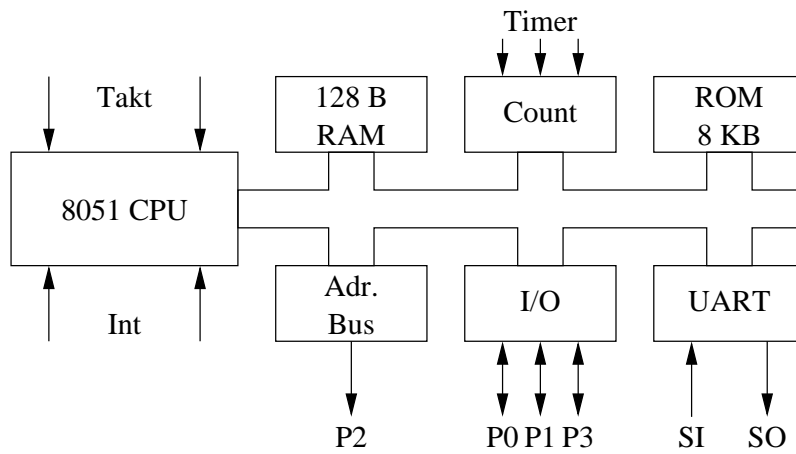 Timer
Takt
128 B
RAM
Count
ROM
8 KB
8051 CPU
Int
Adr.
Bus
I/O
UART
P2
P0 P1 P3
SI
SO